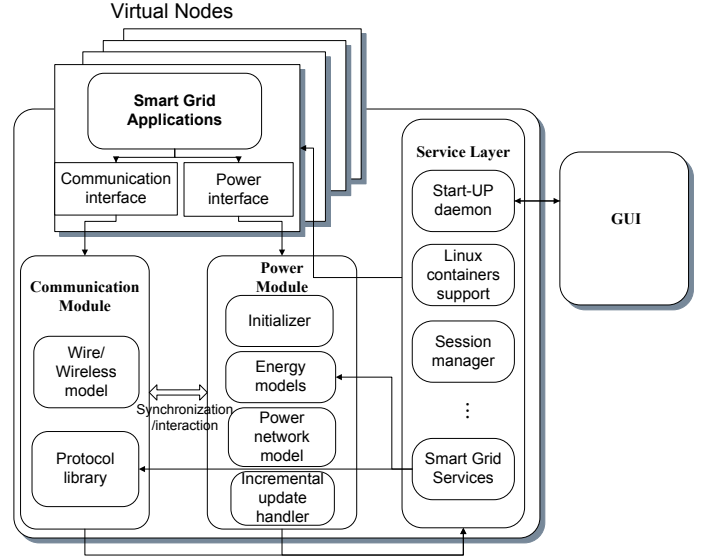 Virtual Nodes
Smart Grid
Applications
Communication
interface
Power
interface
Service Layer
Start-UP
daemon
GUI
Linux
containers
support
Session
manager
⋮
Smart Grid
Services
Communication
Module
Wire/
Wireless
model
Protocol
library
Synchronization
/interaction
Power
Module
Initializer
Energy
models
Power
network
model
Incremental
update
handler